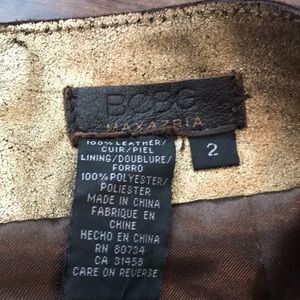 BCBG
MAXAZRIA
2
100% LEATHER/
CUIR/PIEL
LINING/DOUBLURE/
FORRO
100% POLYESTER/
POLIESTER
MADE IN CHINA
FABRIQUE EN
CHINE
HECHO EN CHINA
RN 80734
CA 31458
CARE ON REVERSE